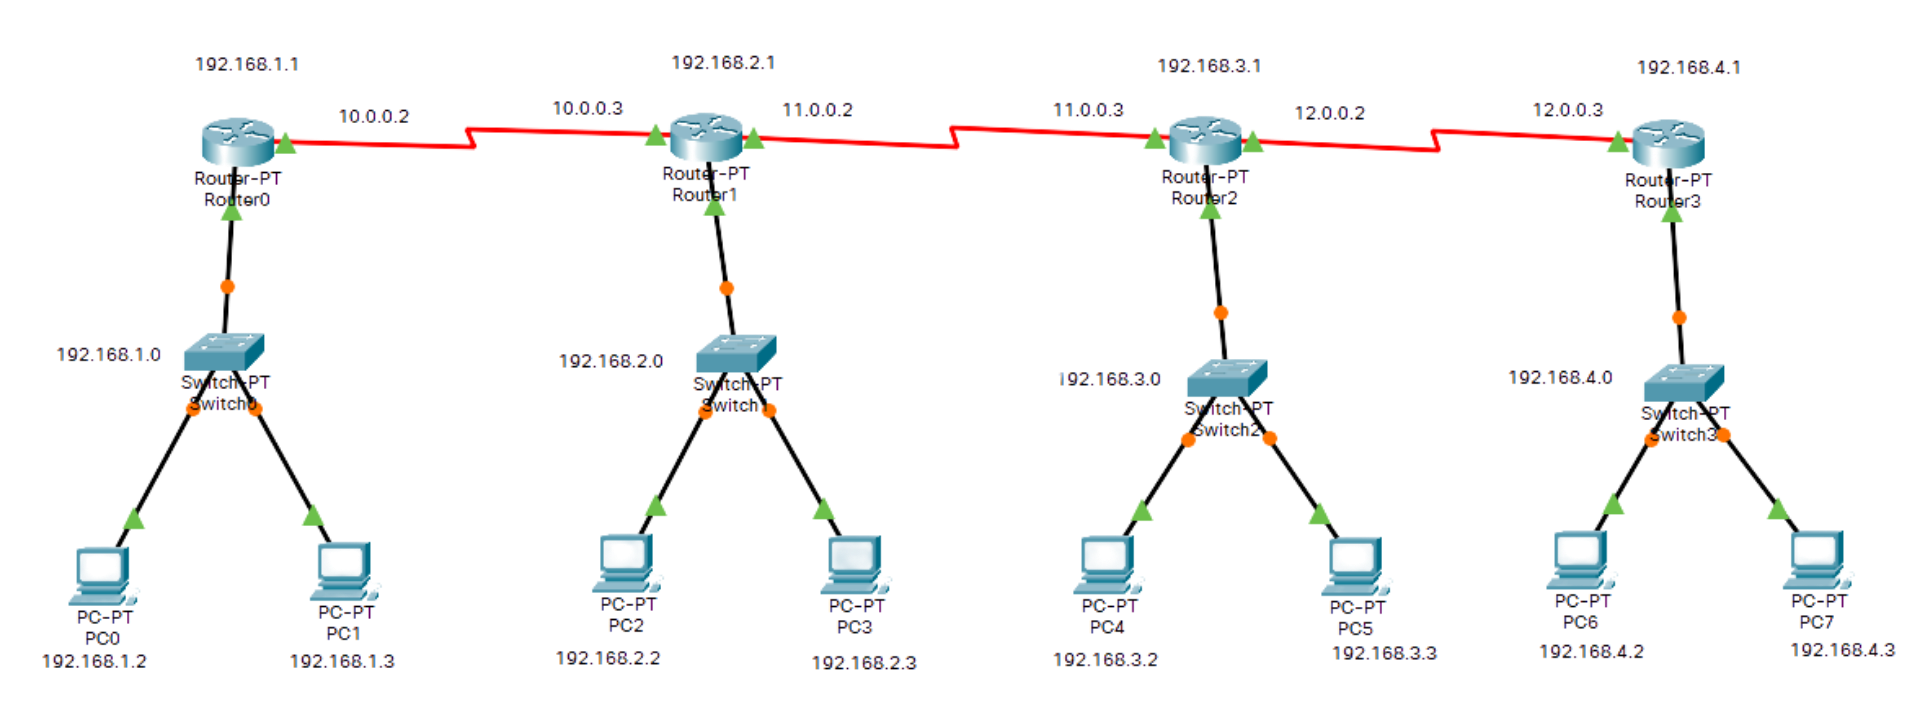 192.168.1.1
192.168.2.1
192.168.3.1
192.168.4.1
10.0.0.2
10.0.0.3
11.0.0.2
11.0.0.3
12.0.0.2
12.0.0.3
Router-PT
Router0
Router-PT
Router1
Router-PT
Router2
Router-PT
Router3
192.168.1.0
Switch-PT
Switch0
192.168.2.0
Switch-PT
Switch1
192.168.3.0
Switch-PT
Switch2
192.168.4.0
Switch-PT
Switch3
PC-PT
PC0
192.168.1.2
PC-PT
PC1
192.168.1.3
PC-PT
PC2
192.168.2.2
PC-PT
PC3
192.168.2.3
PC-PT
PC4
192.168.3.2
PC-PT
PC5
192.168.3.3
PC-PT
PC6
192.168.4.2
PC-PT
PC7
192.168.4.3